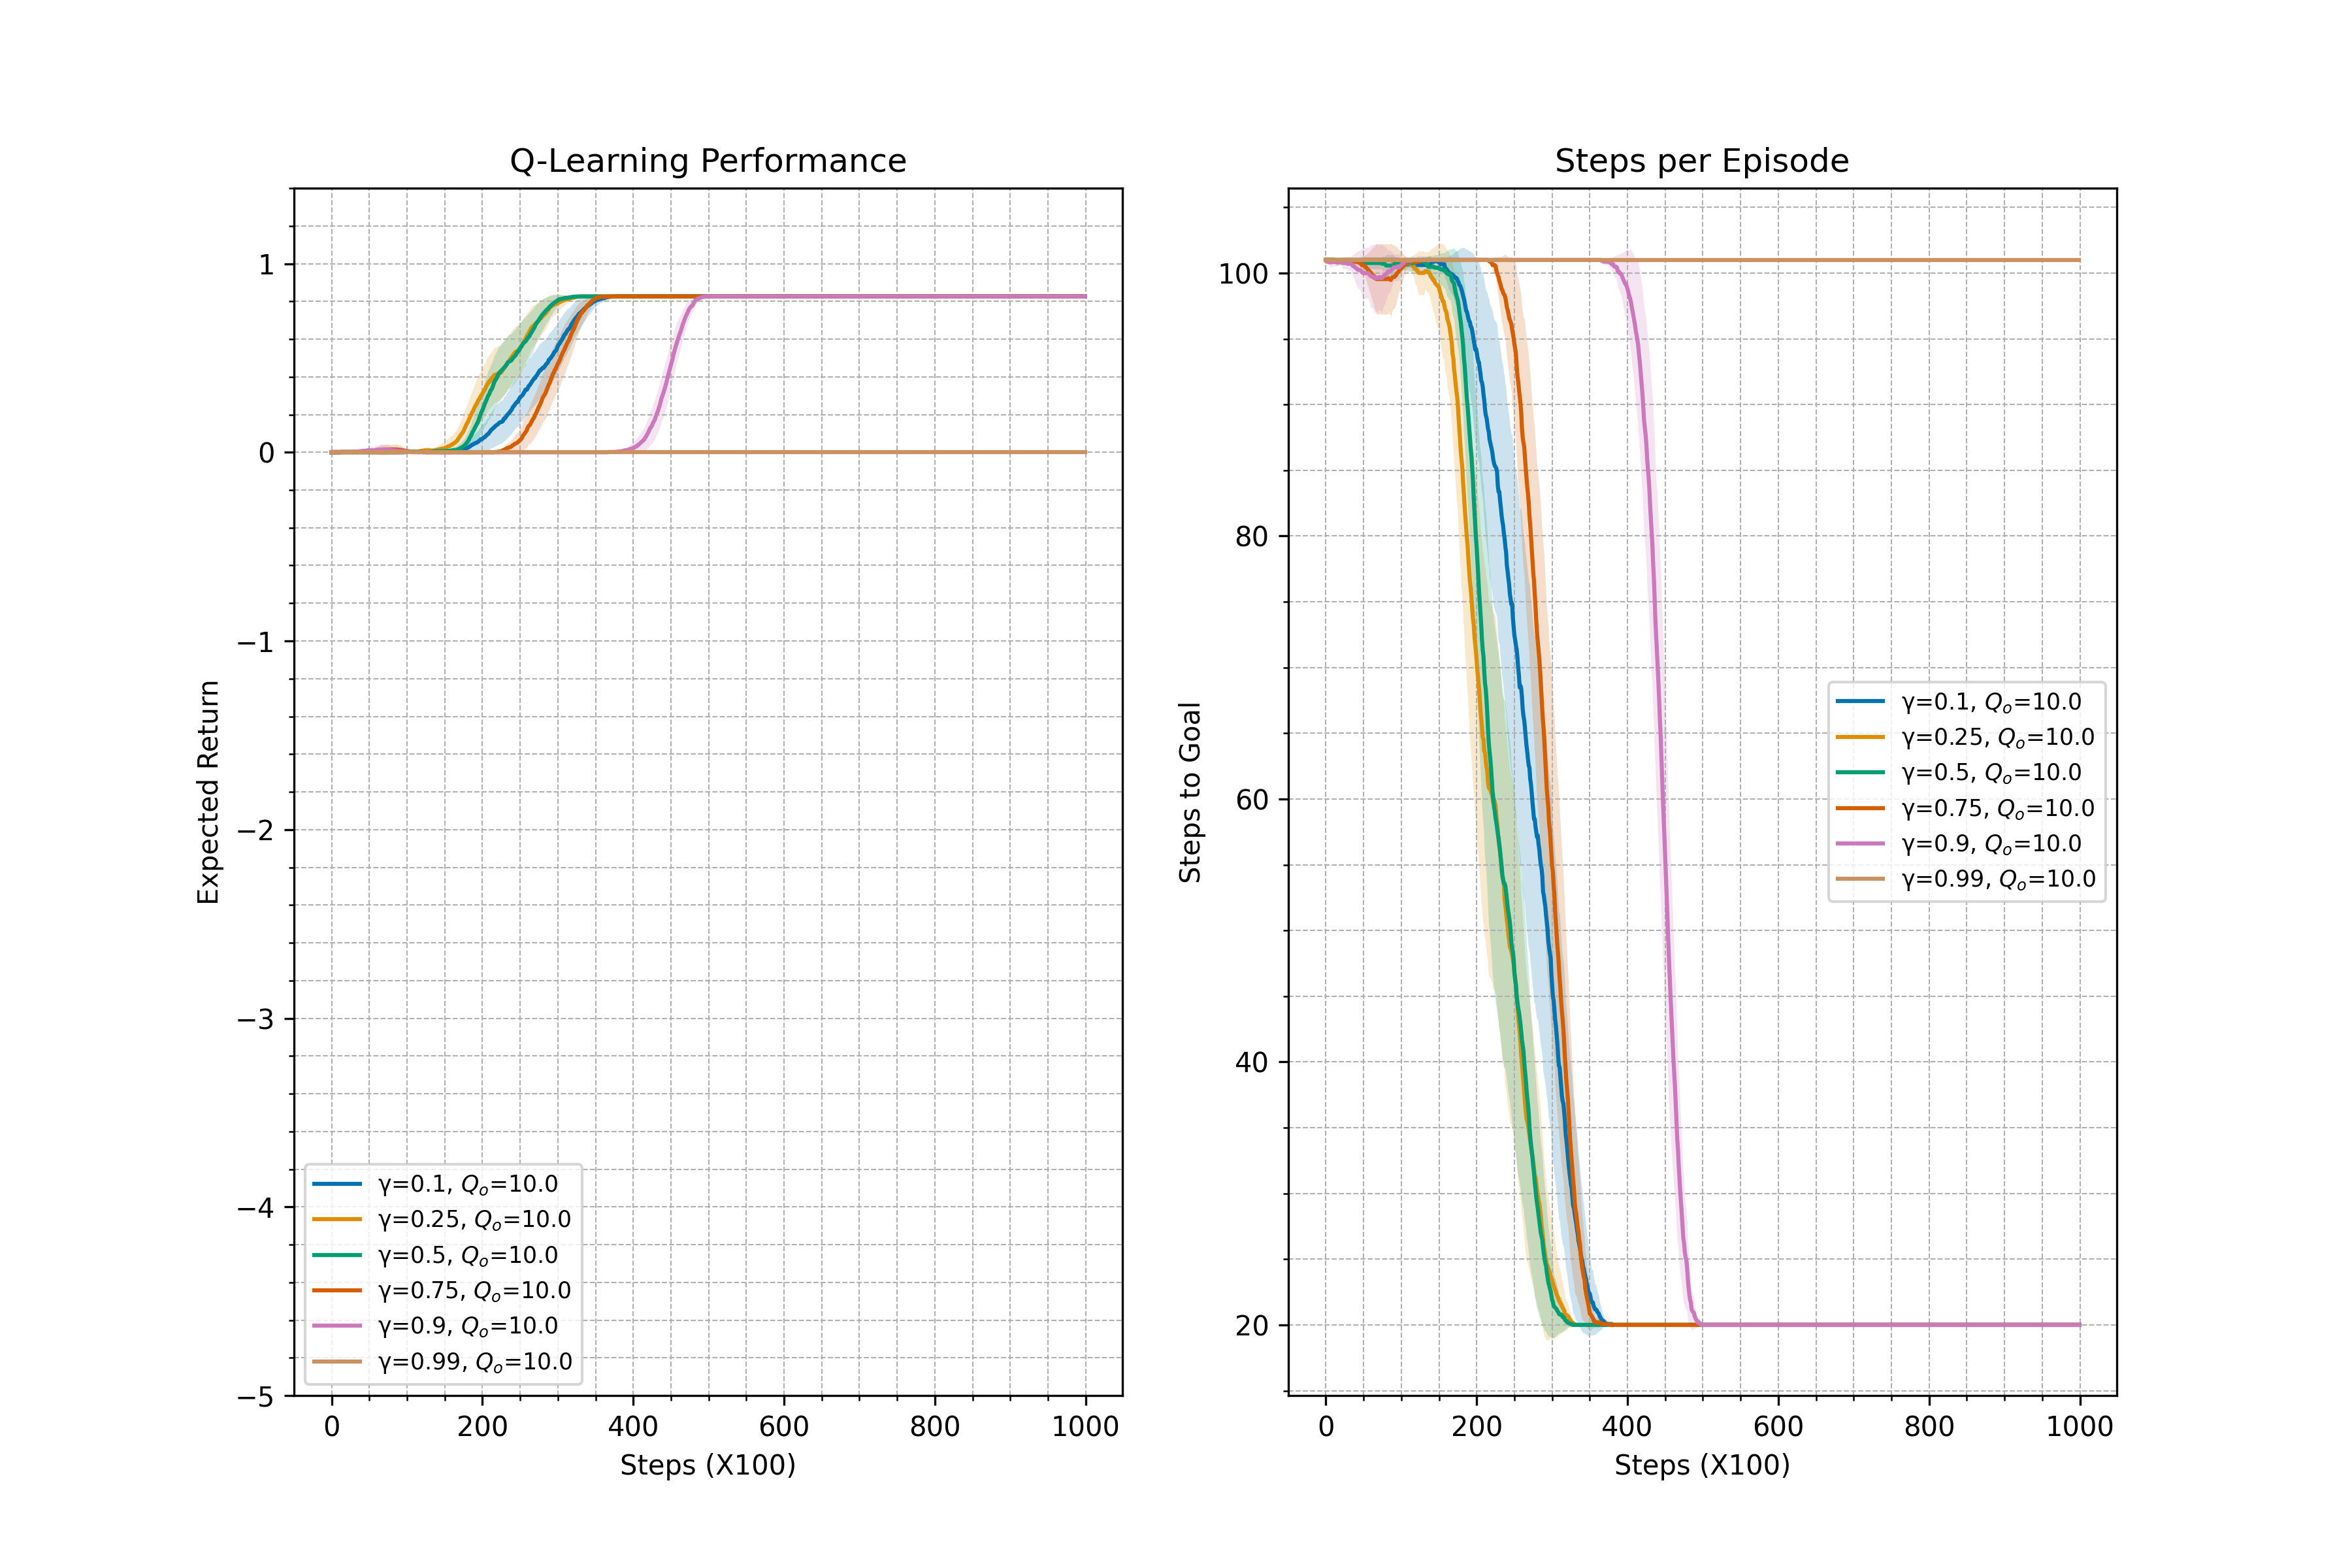 Q-Learning Performance
Expected Return
1
0
−1
−2
−3
−4
−5
γ=0.1, Qₒ=10.0
γ=0.25, Qₒ=10.0
γ=0.5, Qₒ=10.0
γ=0.75, Qₒ=10.0
γ=0.9, Qₒ=10.0
γ=0.99, Qₒ=10.0
0 200 400 600 800 1000
Steps (X100)
Steps per Episode
Steps to Goal
100
80
60
40
20
γ=0.1, Qₒ=10.0
γ=0.25, Qₒ=10.0
γ=0.5, Qₒ=10.0
γ=0.75, Qₒ=10.0
γ=0.9, Qₒ=10.0
γ=0.99, Qₒ=10.0
0 200 400 600 800 1000
Steps (X100)